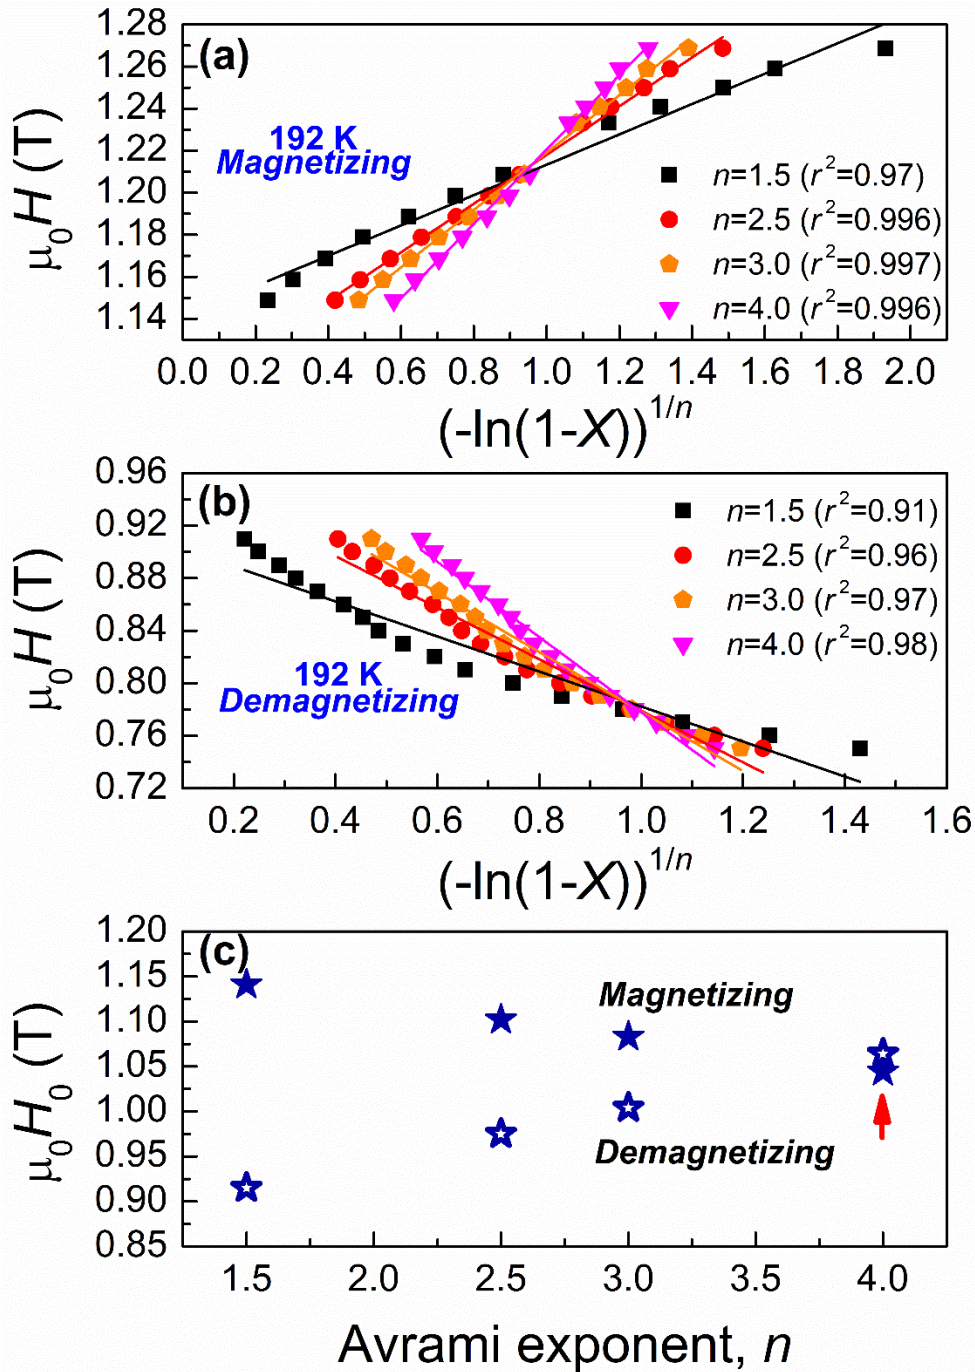 (a)
1.28
1.26
1.24
1.22
1.20
1.18
1.16
1.14
μ₀H (T)
192 K
Magnetizing
n=1.5 (r²=0.97)
n=2.5 (r²=0.996)
n=3.0 (r²=0.997)
n=4.0 (r²=0.996)
0.0 0.2 0.4 0.6 0.8 1.0 1.2 1.4 1.6 1.8 2.0
(-ln(1-X))^1/n
(b)
0.96
0.92
0.88
0.84
0.80
0.76
0.72
μ₀H (T)
192 K
Demagnetizing
n=1.5 (r²=0.91)
n=2.5 (r²=0.96)
n=3.0 (r²=0.97)
n=4.0 (r²=0.98)
0.2 0.4 0.6 0.8 1.0 1.2 1.4 1.6
(-ln(1-X))^1/n
(c)
1.20
1.15
1.10
1.05
1.00
0.95
0.90
0.85
μ₀H₀ (T)
Magnetizing
Demagnetizing
1.5 2.0 2.5 3.0 3.5 4.0
Avrami exponent, n